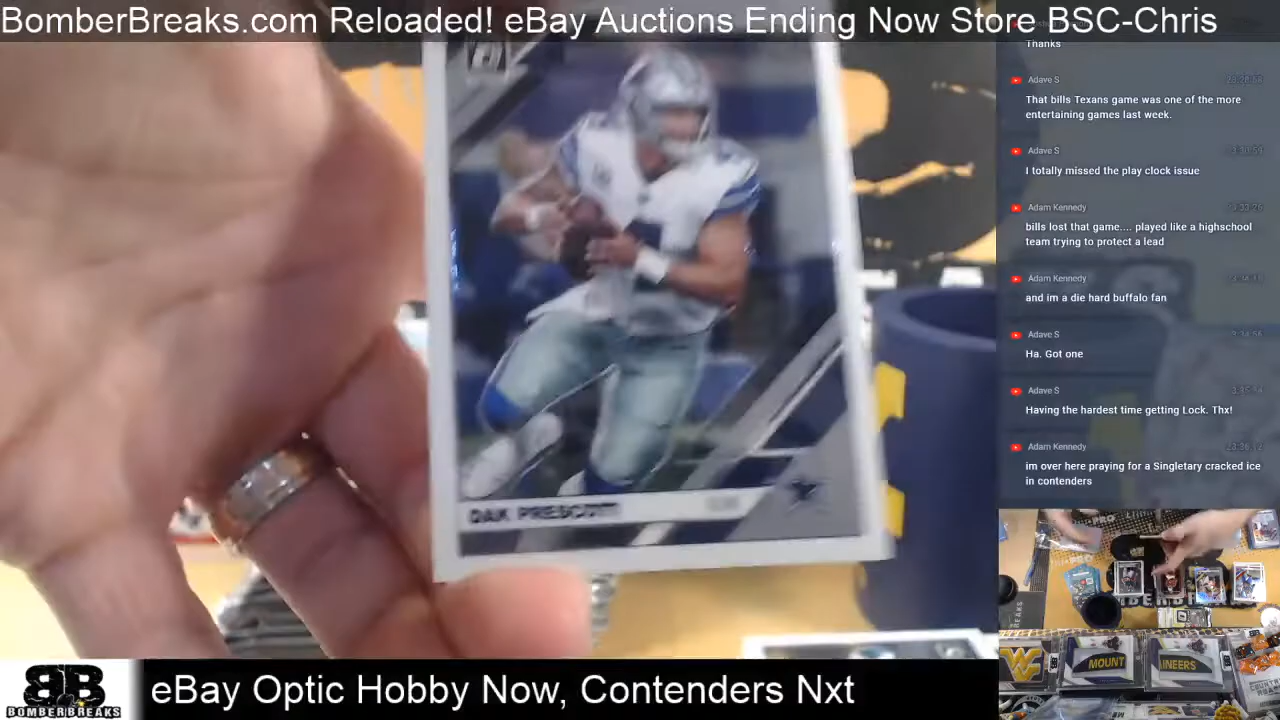 BomberBreaks.com Reloaded! eBay Auctions Ending Now Store BSC-Chris
Thanks
Adave S
That bills Texans game was one of the more
entertaining games last week.
Adave S
I totally missed the play clock issue
Adam Kennedy
bills lost that game.... played like a highschool
team trying to protect a lead
Adam Kennedy
and im a die hard buffalo fan
Adave S
Ha. Got one
Adave S
Having the hardest time getting Lock. Thx!
Adam Kennedy
im over here praying for a Singletary cracked ice
in contenders
DAK PRESCOTT
MOUNT
INEERS
BB
BOMBERBREAKS
eBay Optic Hobby Now, Contenders Nxt